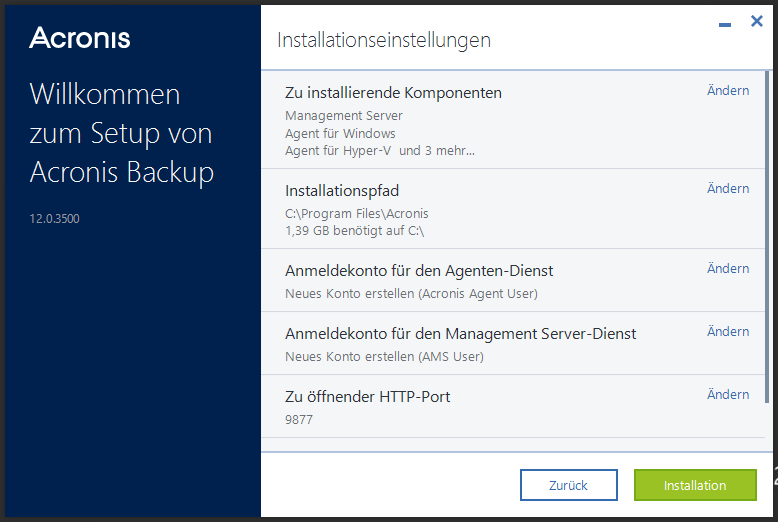 Acronis
Willkommen
zum Setup von
Acronis Backup
12.0.3500
Installationseinstellungen
Zu installierende Komponenten
Ändern
Management Server
Agent für Windows
Agent für Hyper-V und 3 mehr...
Installationspfad
Ändern
C:\Program Files\Acronis
1,39 GB benötigt auf C:\
Anmeldekonto für den Agenten-Dienst
Ändern
Neues Konto erstellen (Acronis Agent User)
Anmeldekonto für den Management Server-Dienst
Ändern
Neues Konto erstellen (AMS User)
Zu öffnender HTTP-Port
Ändern
9877
Zurück
Installation